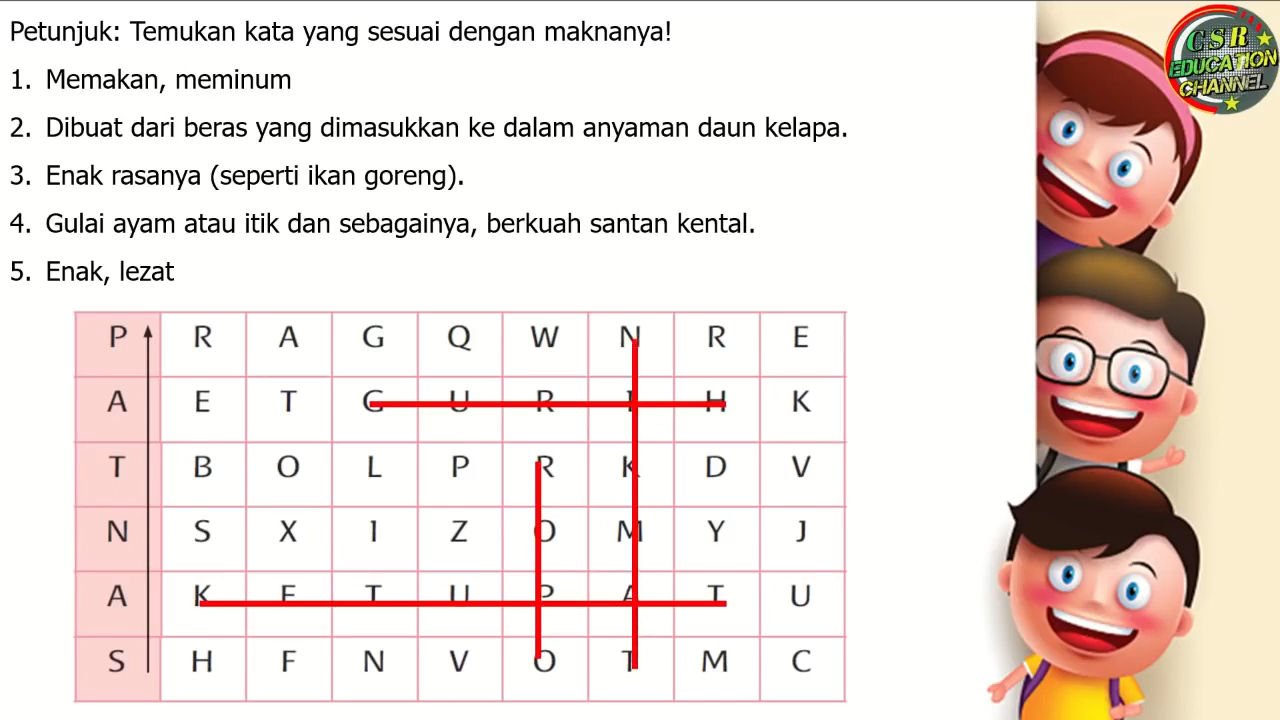 Petunjuk: Temukan kata yang sesuai dengan maknanya!
1. Memakan, meminum
2. Dibuat dari beras yang dimasukkan ke dalam anyaman daun kelapa.
3. Enak rasanya (seperti ikan goreng).
4. Gulai ayam atau itik dan sebagainya, berkuah santan kental.
5. Enak, lezat
P R A G Q W N R E
A E T G U R I H K
T B O L P R K D V
N S X I Z O M Y J
A K E T U P A T U
S H F N V O T M C
CSR
EDUCATION
CHANNEL